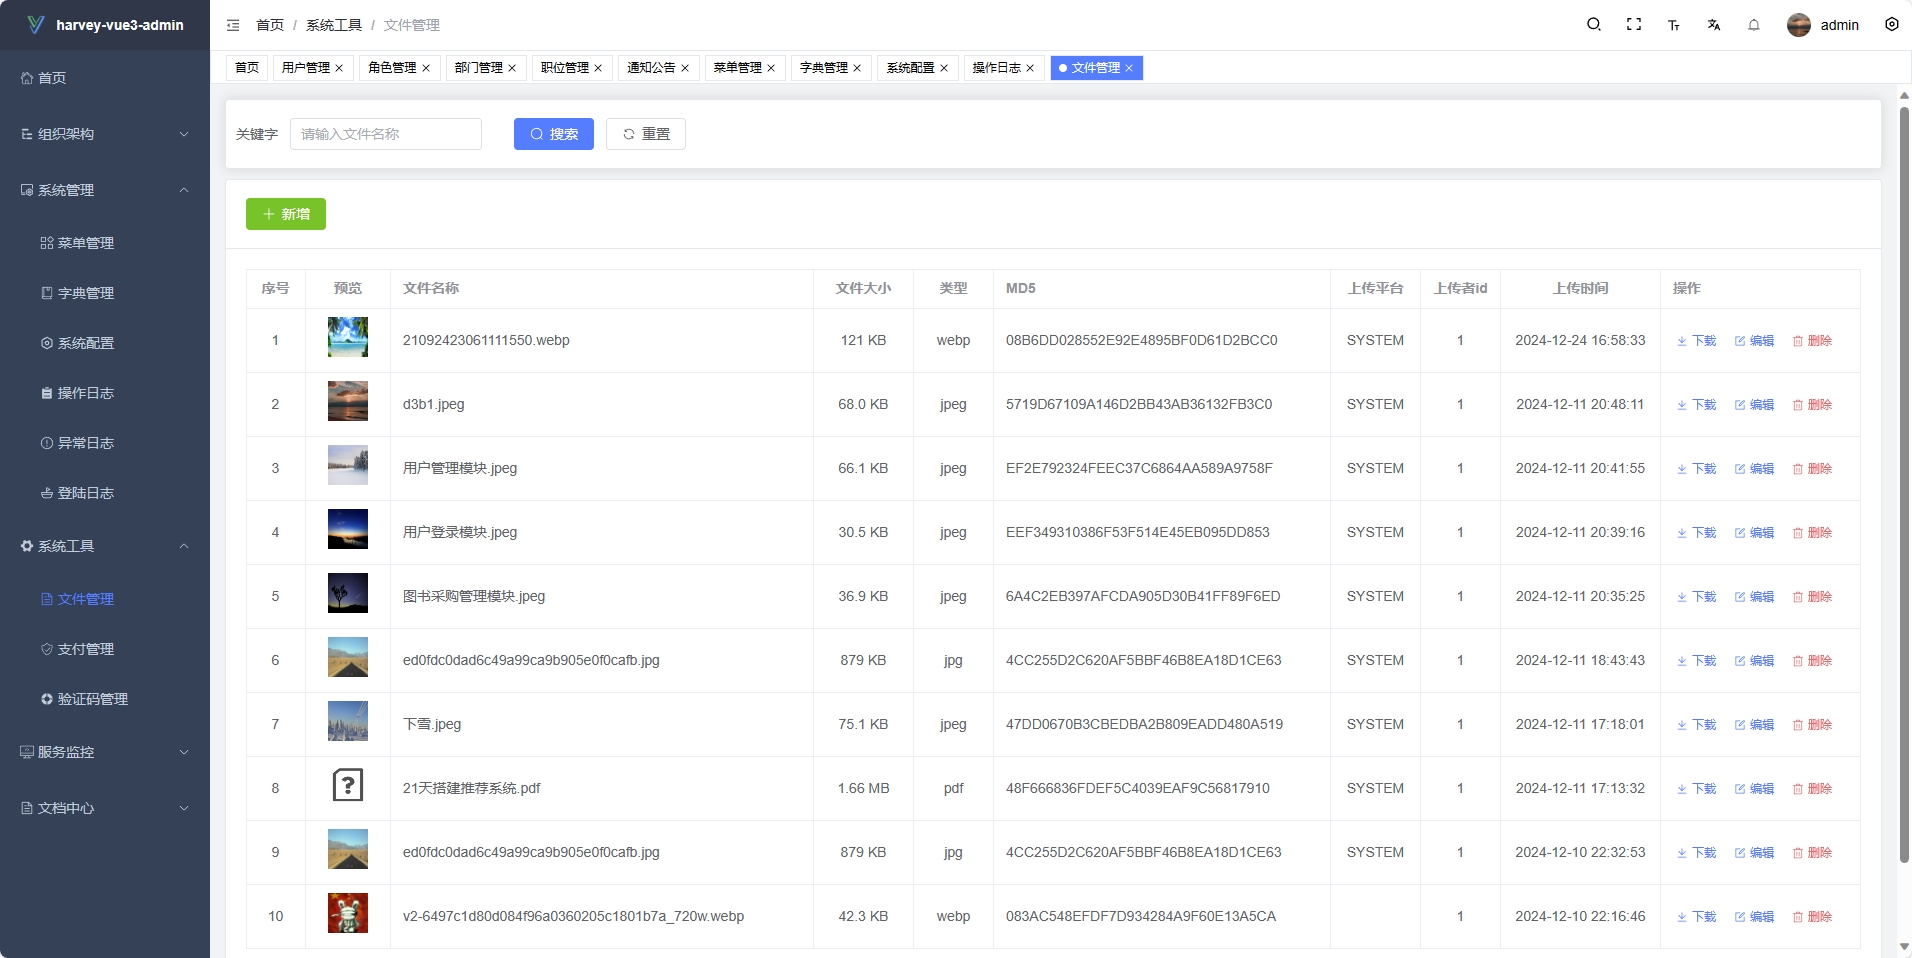 harvey-vue3-admin
首页 / 系统工具 / 文件管理
admin
首页
用户管理
角色管理
部门管理
职位管理
通知公告
菜单管理
字典管理
系统配置
操作日志
文件管理
首页
组织架构
系统管理
菜单管理
字典管理
系统配置
操作日志
异常日志
登陆日志
系统工具
文件管理
支付管理
验证码管理
服务监控
文档中心
关键字 请输入文件名称 搜索 重置
新增
序号 预览 文件名称 文件大小 类型 MD5 上传平台 上传者id 上传时间 操作
1 21092423061111550.webp 121 KB webp 08B6DD028552E92E4895BF0D61D2BCC0 SYSTEM 1 2024-12-24 16:58:33 下载 编辑 删除
2 d3b1.jpeg 68.0 KB jpeg 5719D67109A146D2BB43AB36132FB3C0 SYSTEM 1 2024-12-11 20:48:11 下载 编辑 删除
3 用户管理模块.jpeg 66.1 KB jpeg EF2E792324FEEC37C6864AA589A9758F SYSTEM 1 2024-12-11 20:41:55 下载 编辑 删除
4 用户登录模块.jpeg 30.5 KB jpeg EEF349310386F53F514E45EB095DD853 SYSTEM 1 2024-12-11 20:39:16 下载 编辑 删除
5 图书采购管理模块.jpeg 36.9 KB jpeg 6A4C2EB397AFCDA905D30B41FF89F6ED SYSTEM 1 2024-12-11 20:35:25 下载 编辑 删除
6 ed0fdc0dad6c49a99ca9b905e0f0cafb.jpg 879 KB jpg 4CC255D2C620AF5BBF46B8EA18D1CE63 SYSTEM 1 2024-12-11 18:43:43 下载 编辑 删除
7 下雪.jpeg 75.1 KB jpeg 47DD0670B3CBEDBA2B809EADD480A519 SYSTEM 1 2024-12-11 17:18:01 下载 编辑 删除
8 21天搭建推荐系统.pdf 1.66 MB pdf 48F666836FDEF5C4039EAF9C56817910 SYSTEM 1 2024-12-11 17:13:32 下载 编辑 删除
9 ed0fdc0dad6c49a99ca9b905e0f0cafb.jpg 879 KB jpg 4CC255D2C620AF5BBF46B8EA18D1CE63 SYSTEM 1 2024-12-10 22:32:53 下载 编辑 删除
10 v2-6497c1d80d084f96a0360205c1801b7a_720w.webp 42.3 KB webp 083AC548EFDF7D934284A9F60E13A5CA 1 2024-12-10 22:16:46 下载 编辑 删除